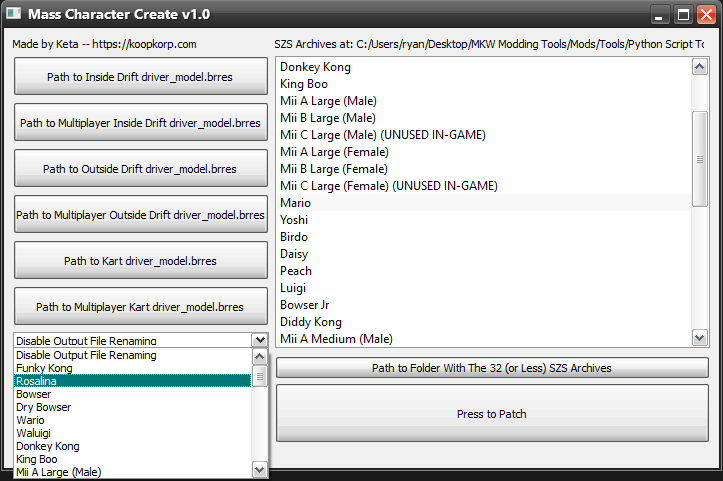 Mass Character Create v1.0
Made by Keta -- https://koopkorp.com
SZS Archives at: C:/Users/ryan/Desktop/MKW Modding Tools/Mods/Tools/Python Script To
Path to Inside Drift driver_model.brres
Path to Multiplayer Inside Drift driver_model.brres
Path to Outside Drift driver_model.brres
Path to Multiplayer Outside Drift driver_model.brres
Path to Kart driver_model.brres
Path to Multiplayer Kart driver_model.brres
Disable Output File Renaming
Disable Output File Renaming
Funky Kong
Rosalina
Bowser
Dry Bowser
Wario
Waluigi
Donkey Kong
King Boo
Mii A Large (Male)
Donkey Kong
King Boo
Mii A Large (Male)
Mii B Large (Male)
Mii C Large (Male) (UNUSED IN-GAME)
Mii A Large (Female)
Mii B Large (Female)
Mii C Large (Female) (UNUSED IN-GAME)
Mario
Yoshi
Birdo
Daisy
Peach
Luigi
Bowser Jr
Diddy Kong
Mii A Medium (Male)
Path to Folder With The 32 (or Less) SZS Archives
Press to Patch